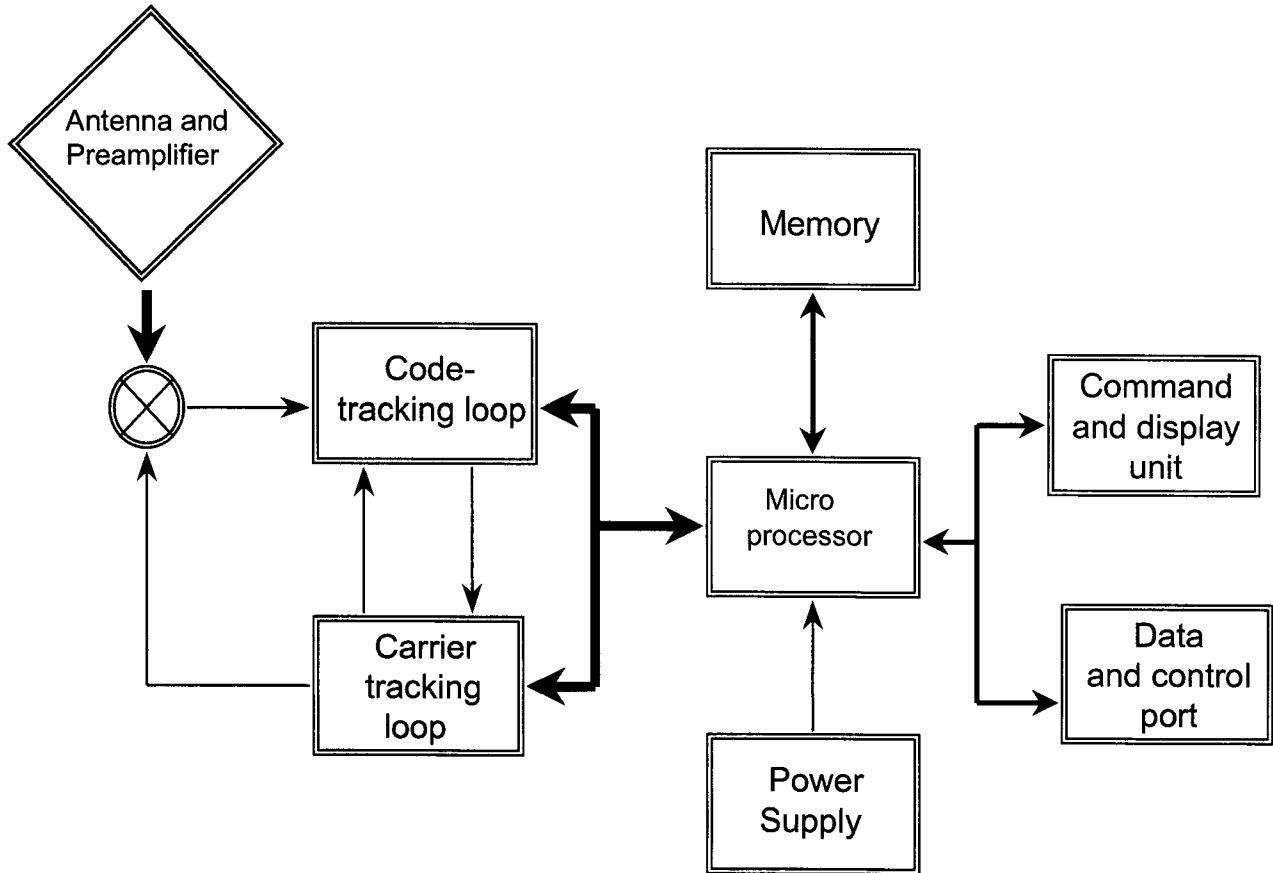 Antenna and
Preamplifier
Memory
Code-
tracking loop
Command
and display
unit
Micro
processor
Carrier
tracking
loop
Data
and control
port
Power
Supply